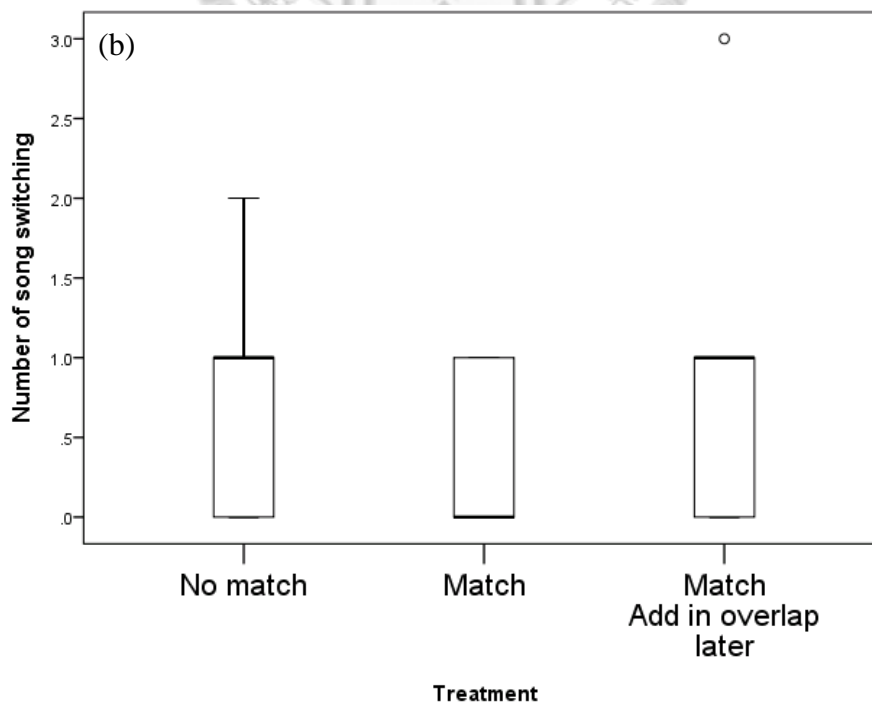 (b)
Number of song switching
3.0
2.5
2.0
1.5
1.0
.5
.0
No match
Match
Match
Add in overlap
later
Treatment